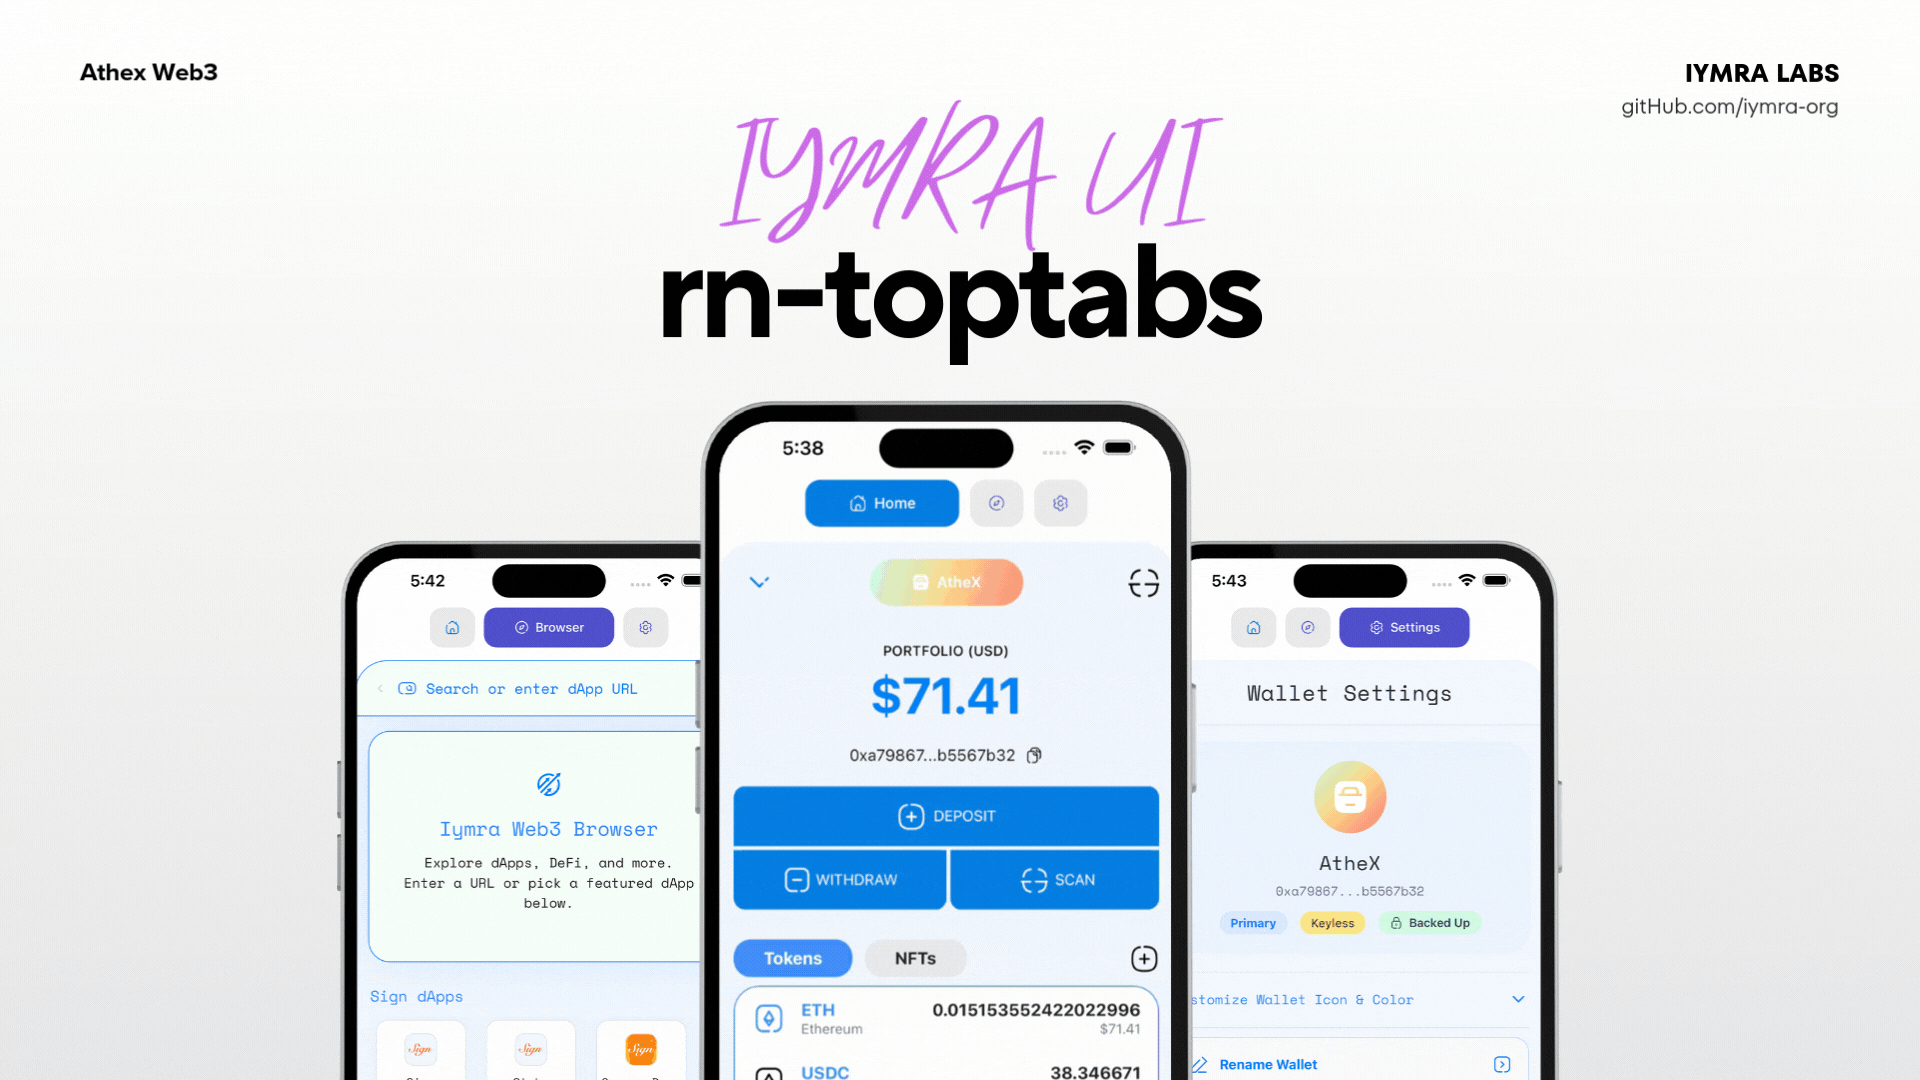 Athex Web3
IYMRA LABS
gitHub.com/iymra-org
IYMRA UI
rn-toptabs
5:42
Browser
Search or enter dApp URL
Iymra Web3 Browser
Explore dApps, DeFi, and more.
Enter a URL or pick a featured dApp
below.
Sign dApps
Sign
Sign
Sign
5:38
Home
AtheX
PORTFOLIO (USD)
$71.41
0xa79867...b5567b32
DEPOSIT
WITHDRAW
SCAN
Tokens
NFTs
ETH
0.015153552422022996
Ethereum
$71.41
USDC
38.346671
5:43
Settings
Wallet Settings
AtheX
0xa79867...b5567b32
Primary
Keyless
Backed Up
stomize Wallet Icon & Color
Rename Wallet